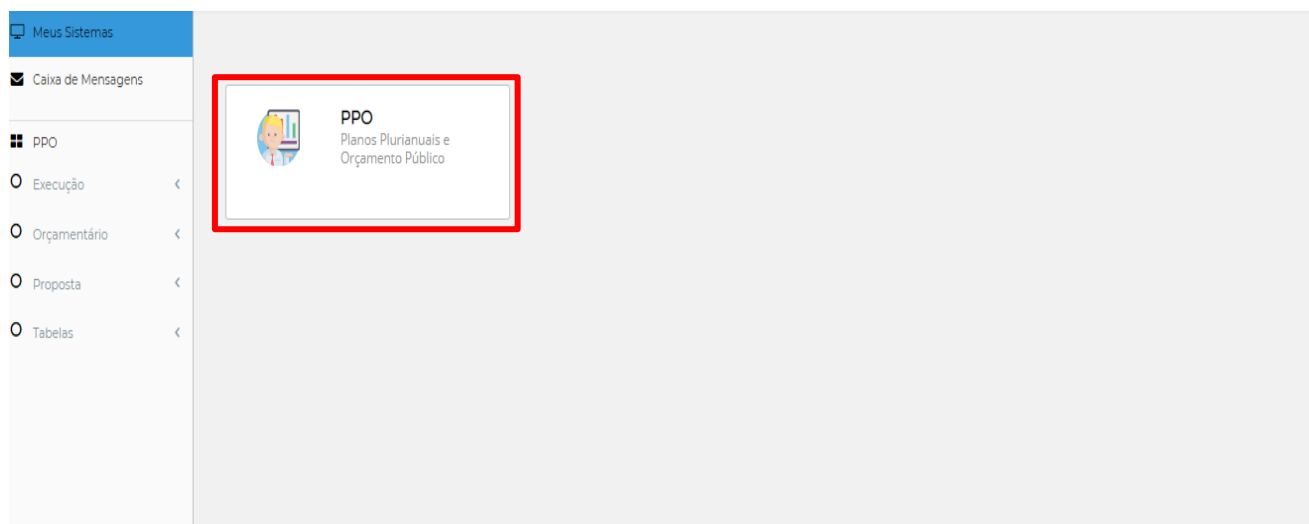 Meus Sistemas
Caixa de Mensagens
PPO
Execução
Orçamentário
Proposta
Tabelas
PPO
Planos Plurianuais e
Orçamento Público